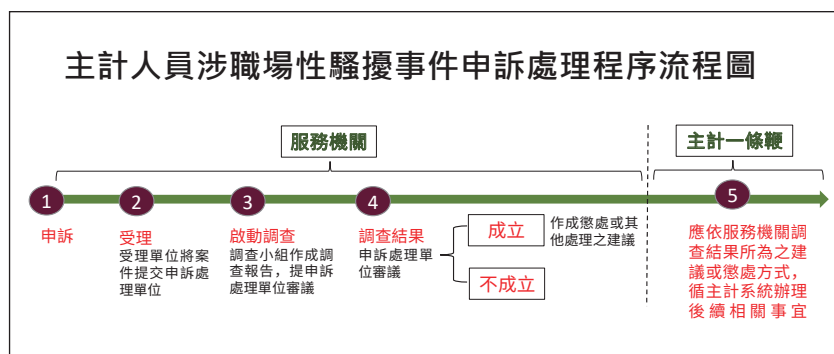 主計人員涉職場性騷擾事件申訴處理程序流程圖
服務機關
主計一條鞭
1
申訴
2
受理
受理單位將案
件提交申訴處
理單位
3
啟動調查
調查小組作成調
查報告，提申訴
處理單位審議
4
調查結果
申訴處理單
位審議
成立
作成懲處或其
他處理之建議
不成立
5
應依服務機關調
查結果所為之建
議或懲處方式，
循主計系統辦理
後續相關事宜